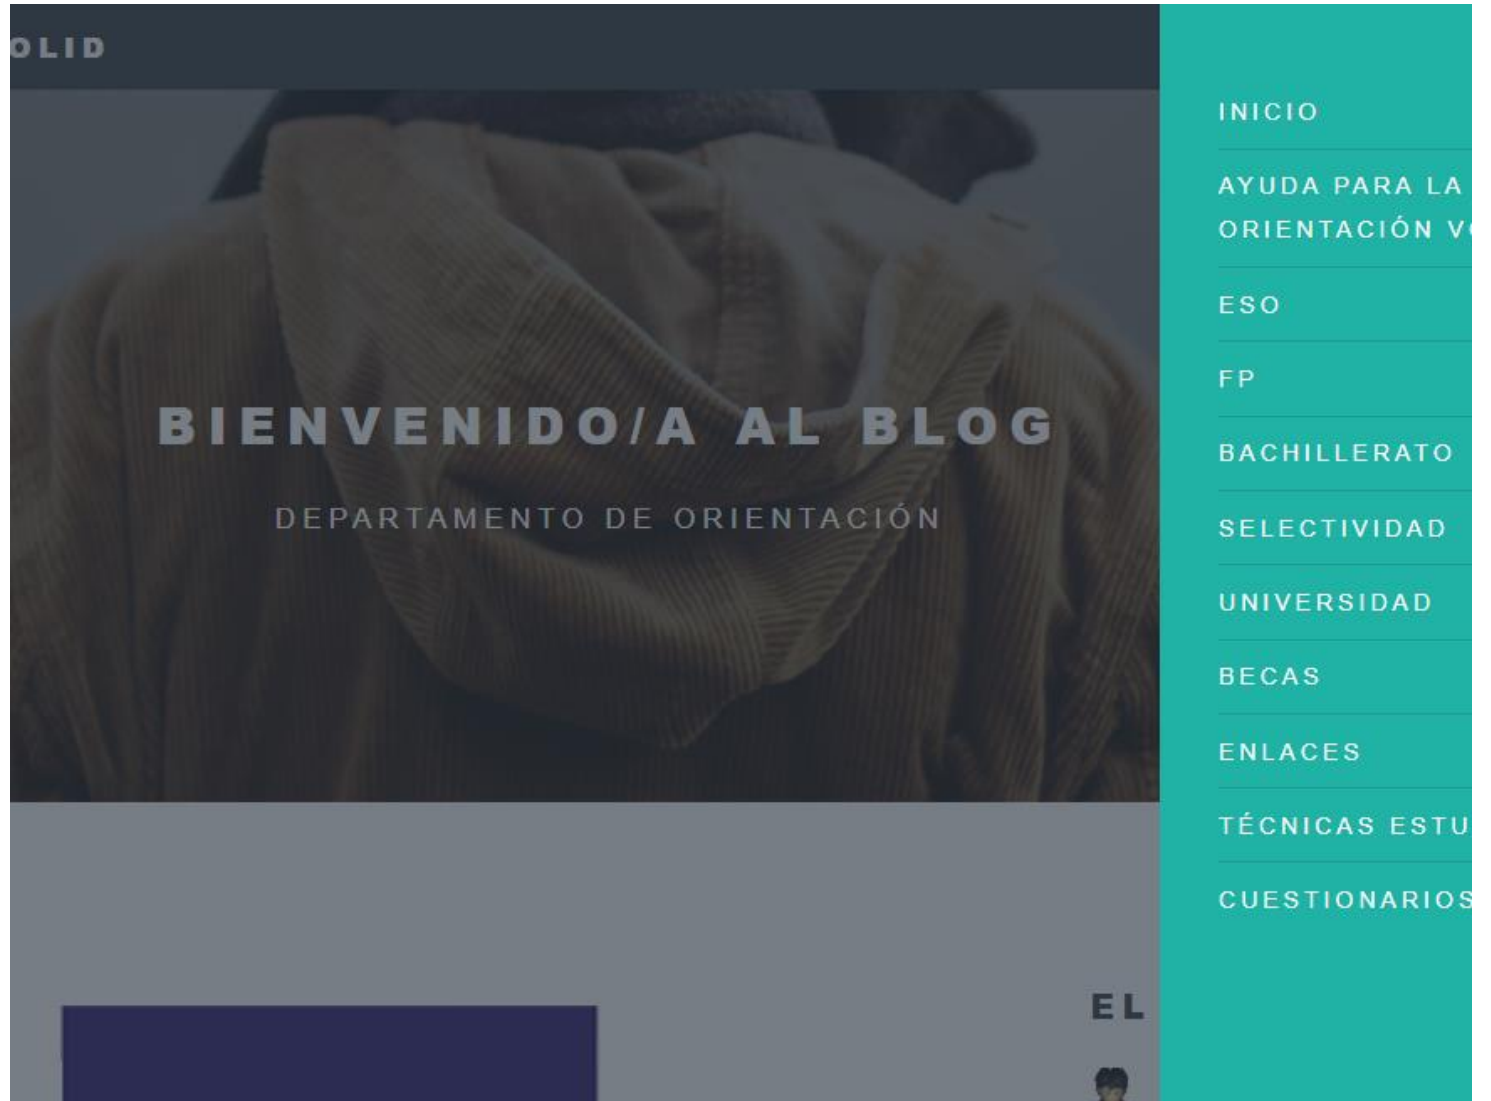 OLID
BIENVENIDO/A AL BLOG
DEPARTAMENTO DE ORIENTACIÓN
EL
INICIO
AYUDA PARA LA
ORIENTACIÓN
ESO
FP
BACHILLERATO
SELECTIVIDAD
UNIVERSIDAD
BECAS
ENLACES
TÉCNICAS ESTU
CUESTIONARIOS